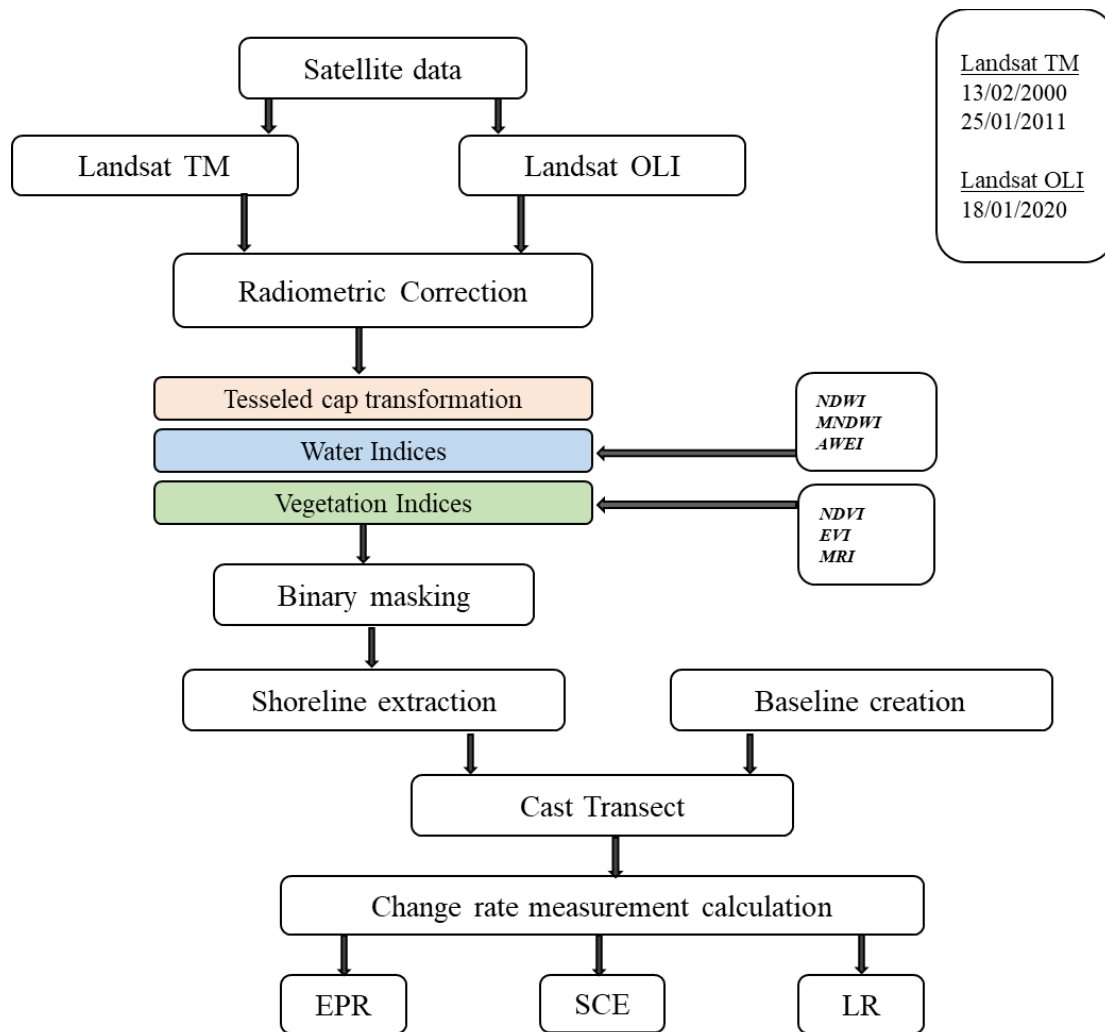 Satellite data
Landsat TM
13/02/2000
25/01/2011
Landsat OLI
18/01/2020
Landsat TM
Landsat OLI
Radiometric Correction
Tesseled cap transformation
Water Indices
Vegetation Indices
NDWI
MNDWI
AWEI
NDVI
EVI
MRI
Binary masking
Shoreline extraction
Baseline creation
Cast Transect
Change rate measurement calculation
EPR
SCE
LR